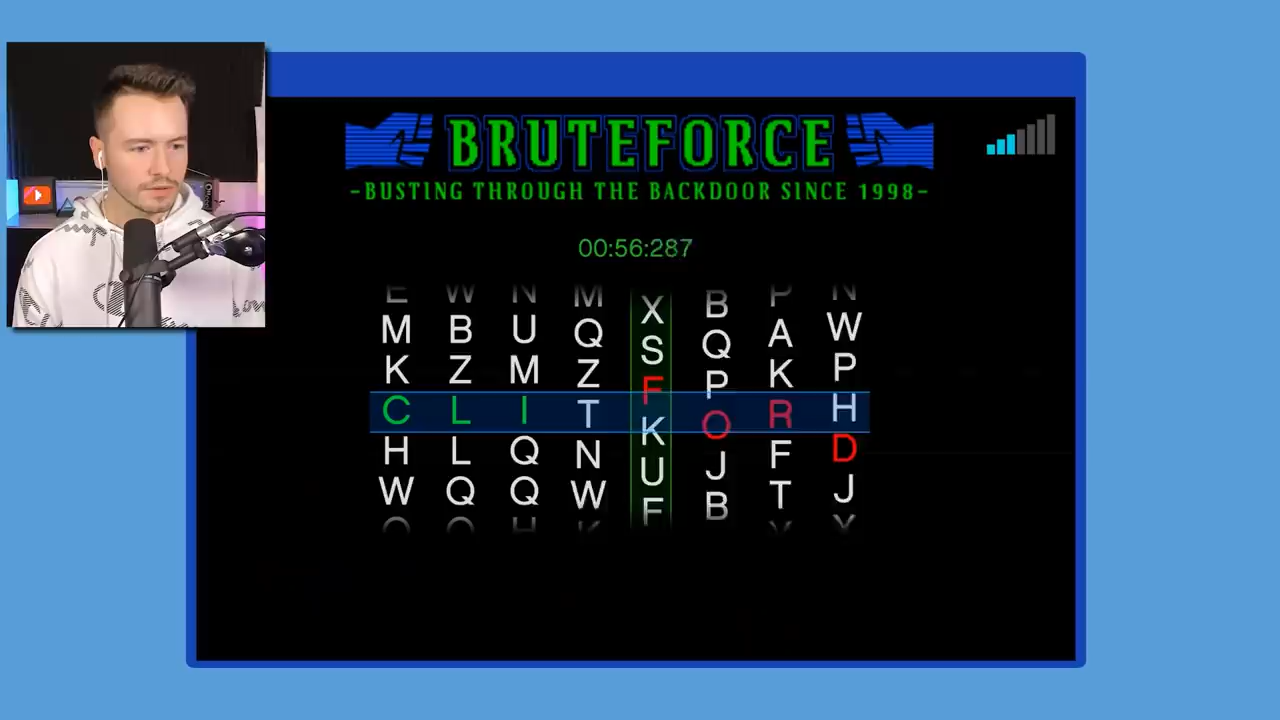 BRUTEFORCE
-BUSTING THROUGH THE BACKDOOR SINCE 1998-
00:56:287
E W N M X B P N
M B U Q S Q A W
K Z M Z F P K P
C L I T K O R H
H L Q N U J F D
W Q Q W F B T J